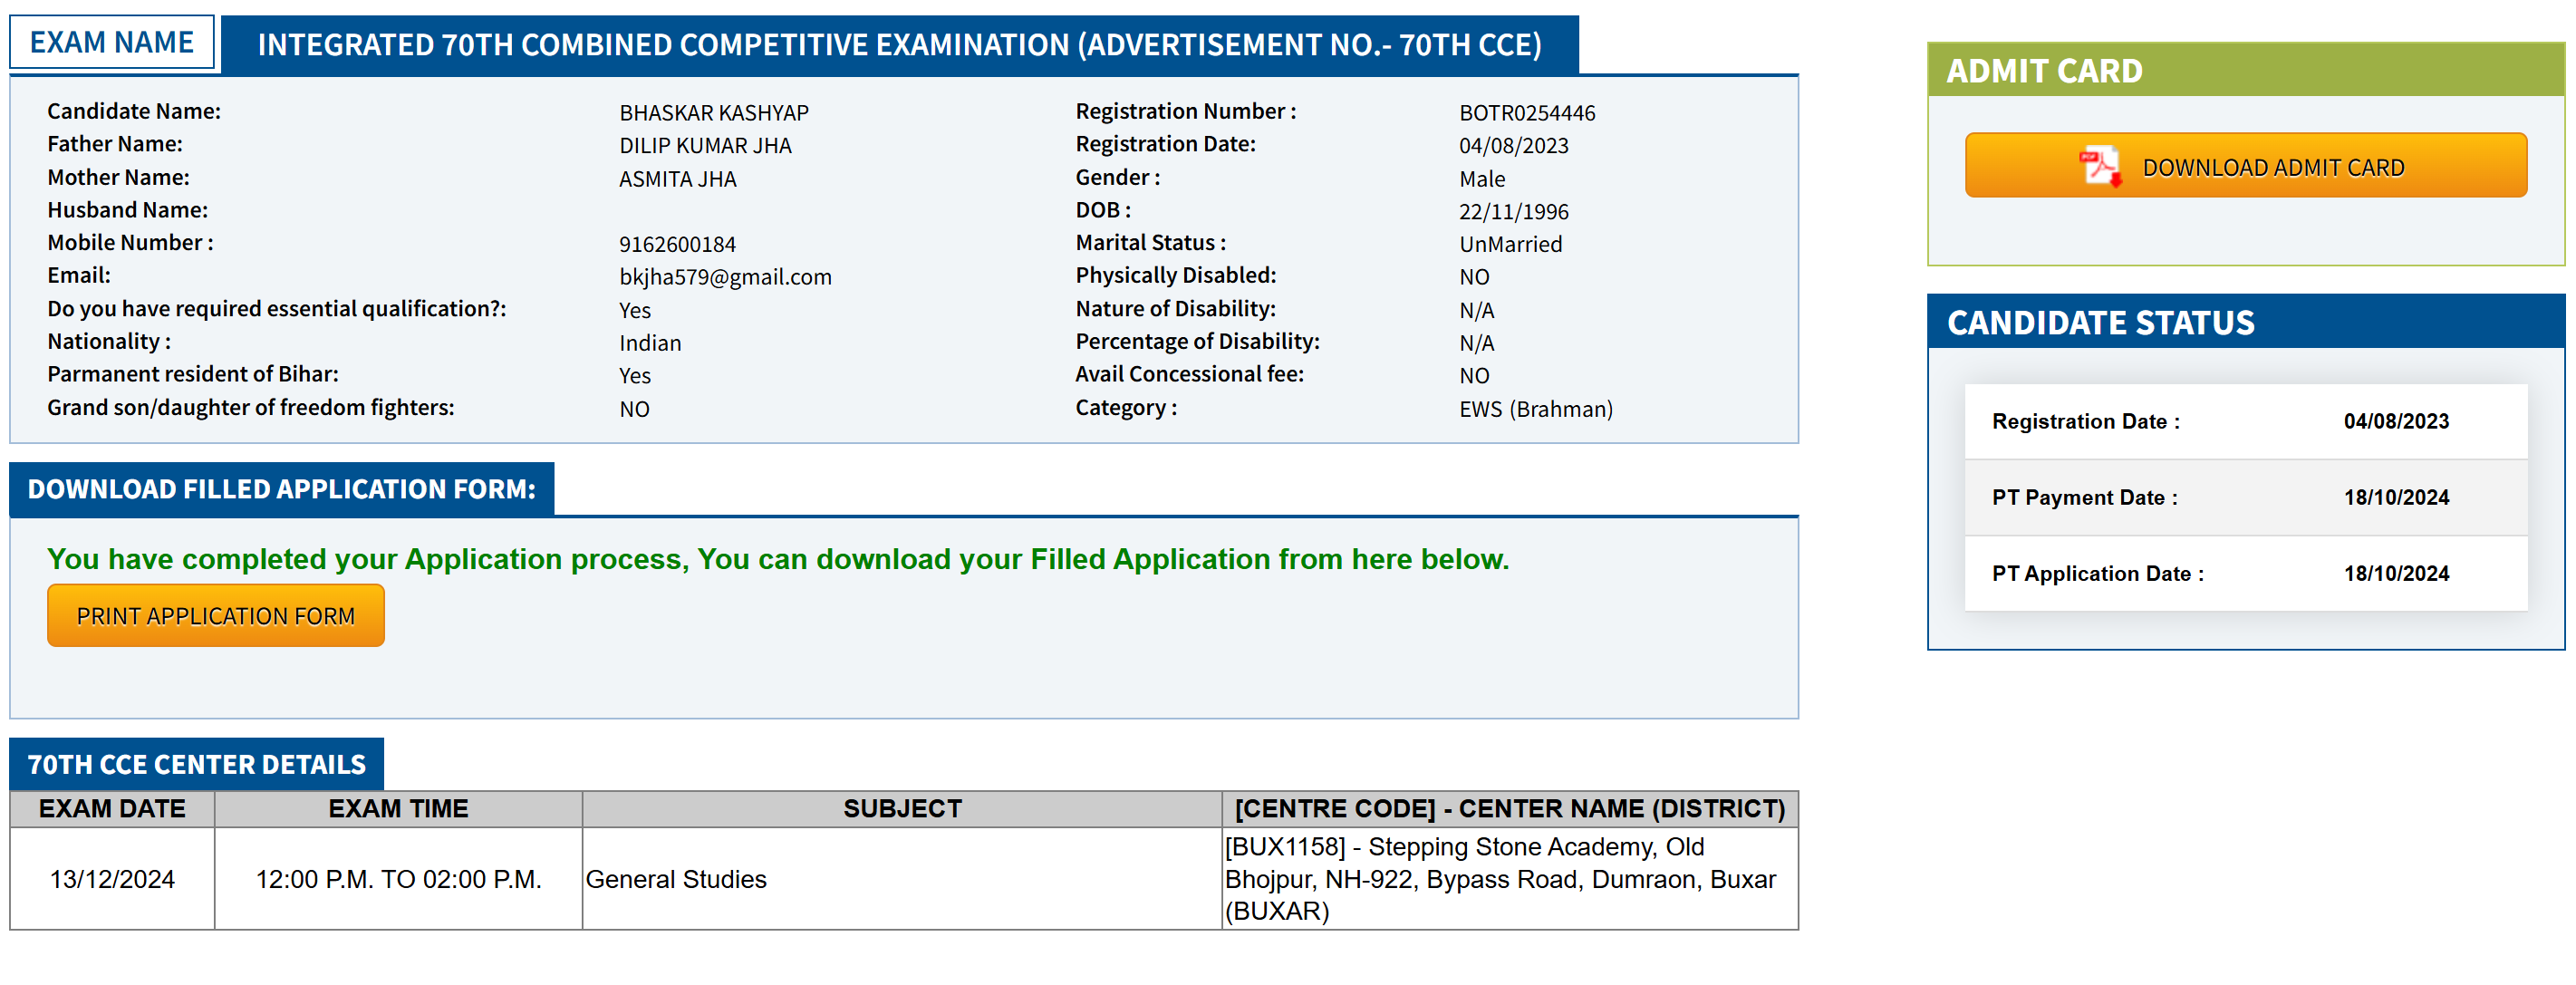 EXAM NAME INTEGRATED 70TH COMBINED COMPETITIVE EXAMINATION (ADVERTISEMENT NO.- 70TH CCE)
Candidate Name: BHASKAR KASHYAP Registration Number : BOTR0254446
Father Name: DILIP KUMAR JHA Registration Date: 04/08/2023
Mother Name: ASMITA JHA Gender : Male
Husband Name: DOB : 22/11/1996
Mobile Number : 9162600184 Marital Status : UnMarried
Email: bkjha579@gmail.com Physically Disabled: NO
Do you have required essential qualification?: Yes Nature of Disability: N/A
Nationality : Indian Percentage of Disability: N/A
Parmanent resident of Bihar: Yes Avail Concessional fee: NO
Grand son/daughter of freedom fighters: NO Category : EWS (Brahman)
DOWNLOAD FILLED APPLICATION FORM:
You have completed your Application process, You can download your Filled Application from here below.
PRINT APPLICATION FORM
70TH CCE CENTER DETAILS
EXAM DATE EXAM TIME SUBJECT [CENTRE CODE] - CENTER NAME (DISTRICT)
13/12/2024 12:00 P.M. TO 02:00 P.M. General Studies [BUX1158] - Stepping Stone Academy, Old
Bhojpur, NH-922, Bypass Road, Dumraon, Buxar
(BUXAR)
ADMIT CARD
PDF DOWNLOAD ADMIT CARD
CANDIDATE STATUS
Registration Date : 04/08/2023
PT Payment Date : 18/10/2024
PT Application Date : 18/10/2024